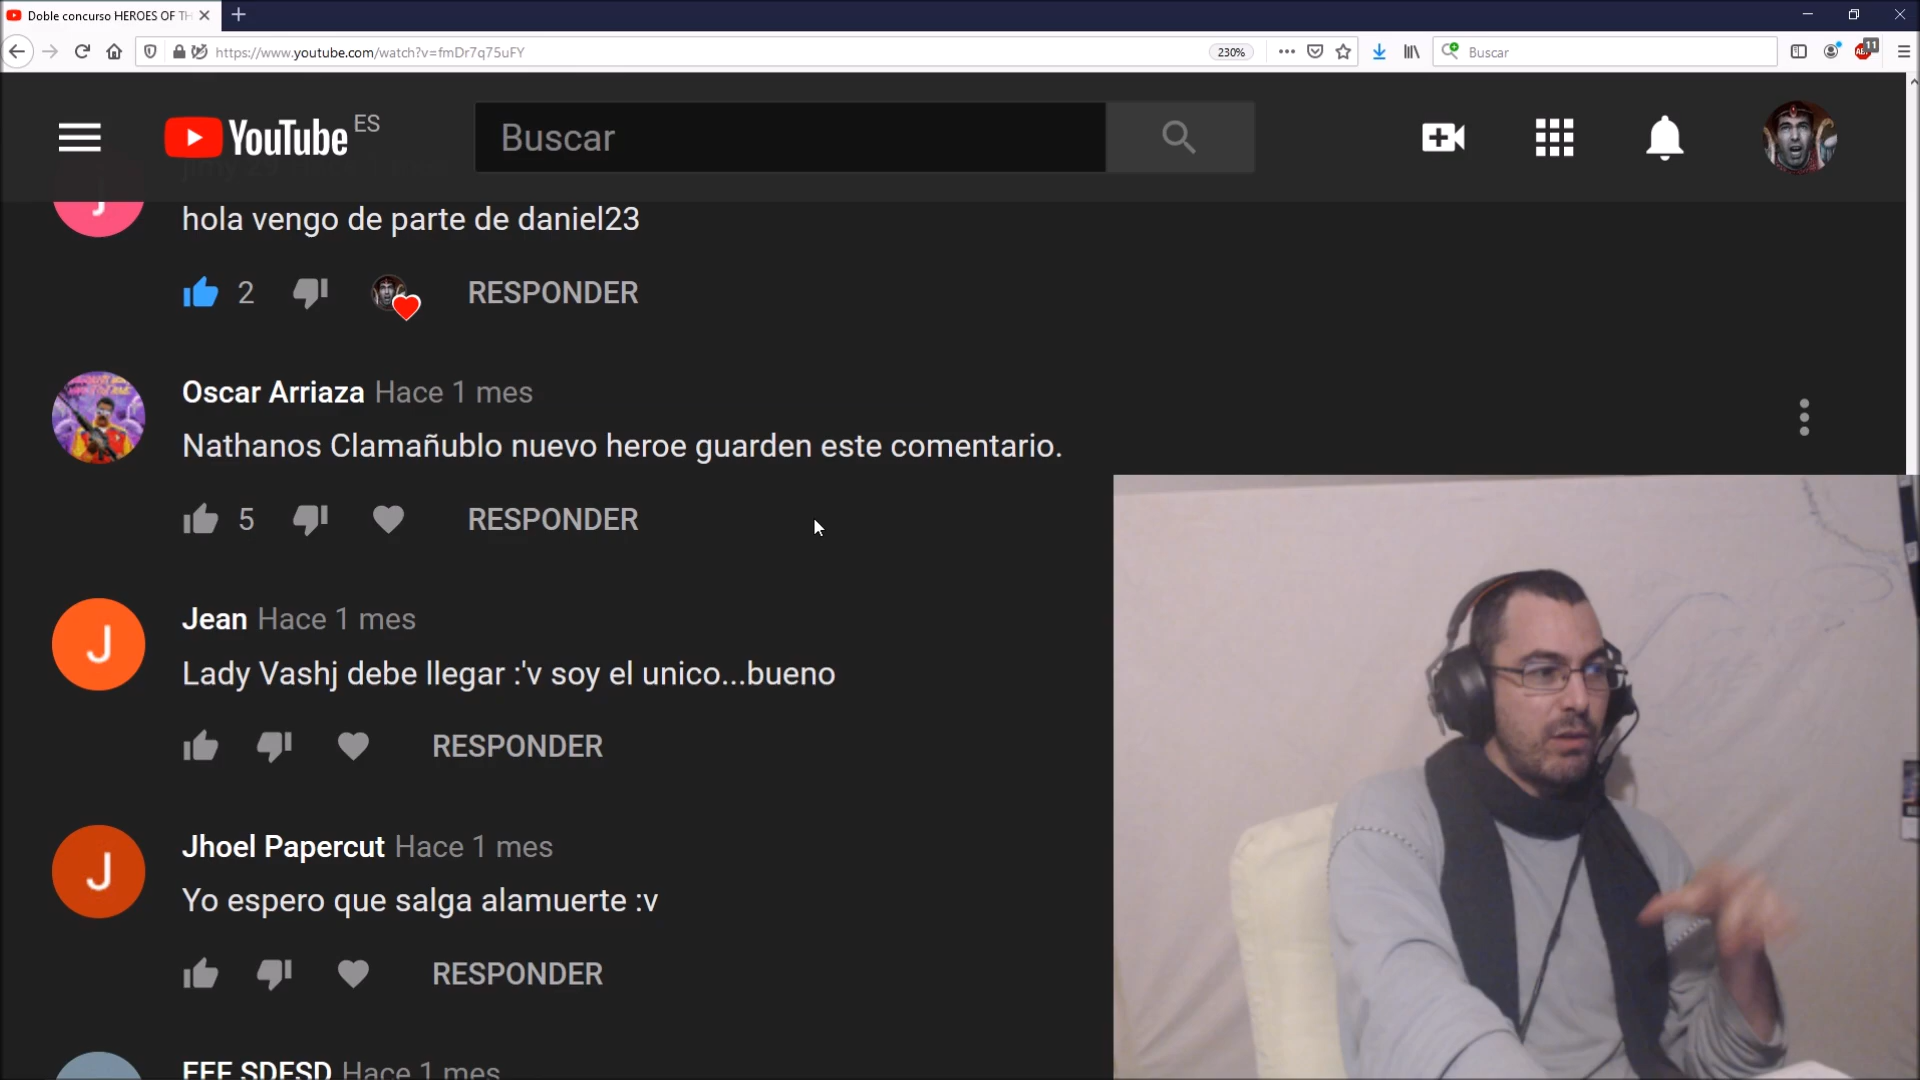 Doble concurso HEROES OF TH
https://www.youtube.com/watch?v=fmDr7q75uFY
230%
Buscar
11
YouTube ES
Buscar
hola vengo de parte de daniel23
2
RESPONDER
Oscar Arriaza Hace 1 mes
Nathanos Clamañublo nuevo heroe guarden este comentario.
5
RESPONDER
J
Jean Hace 1 mes
Lady Vashj debe llegar :'v soy el unico...bueno
RESPONDER
J
Jhoel Papercut Hace 1 mes
Yo espero que salga alamuerte :v
RESPONDER
EEE SDFSD Hace 1 mes